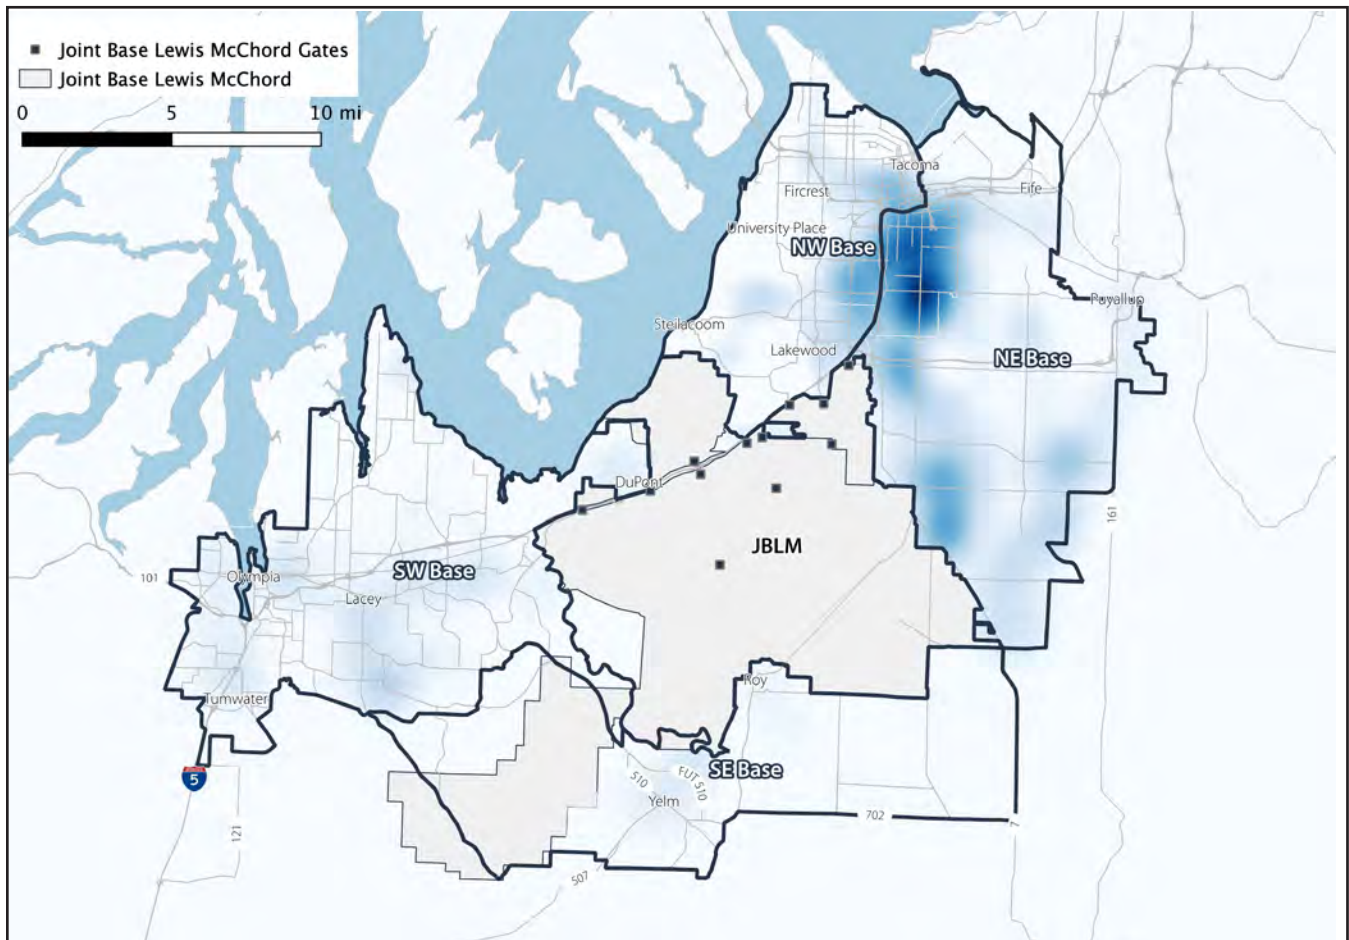 Joint Base Lewis McChord Gates
Joint Base Lewis McChord
0 5 10 mi
Tacoma
Fircrest
Fife
University Place
NW Base
Puyallup
Steilacoom
Lakewood
NE Base
DuPont
161
JBLM
101
Olympia
SW Base
Lacey
Roy
Tumwater
5
SE Base
510
FUT 510
Yelm
702
7
121
507